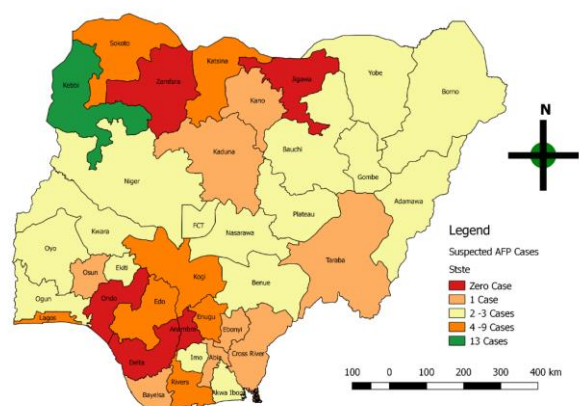 Sokoto
Katsina
Jigawa
Yobe
Borno
Kebbi
Zamfara
Kano
Kaduna
Bauchi
Gombe
Niger
Adamawa
Plateau
FCT
Nasarawa
Kwara
Oyo
Taraba
Osun
Ekiti
Kogi
Benue
Ogun
Ondo
Edo
Enugu
Lagos
Anambra
Ebonyi
Cross River
Delta
Imo
Abia
Bayelsa
Rivers
Akwa Ibom
N
Legend
Suspected AFP Cases
Stste
Zero Case
1 Case
2 -3 Cases
4 -9 Cases
13 Cases
100 0 100 200 300 400 km